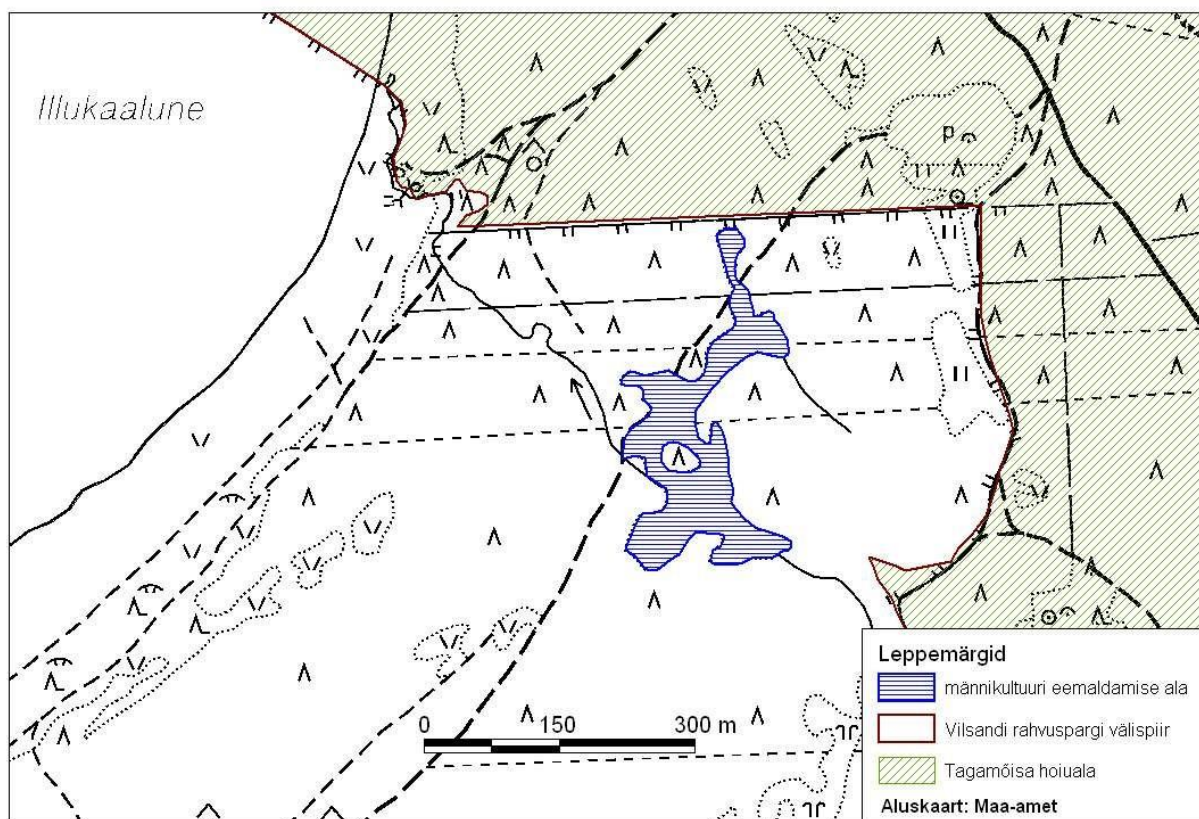 Illukaalune
p
0 150 300 m
Leppemärgid
männikultuuri eemaldamise ala
Vilsandi rahvuspargi välispiir
Tagamõisa hoiuala
Aluskaart: Maa-amet